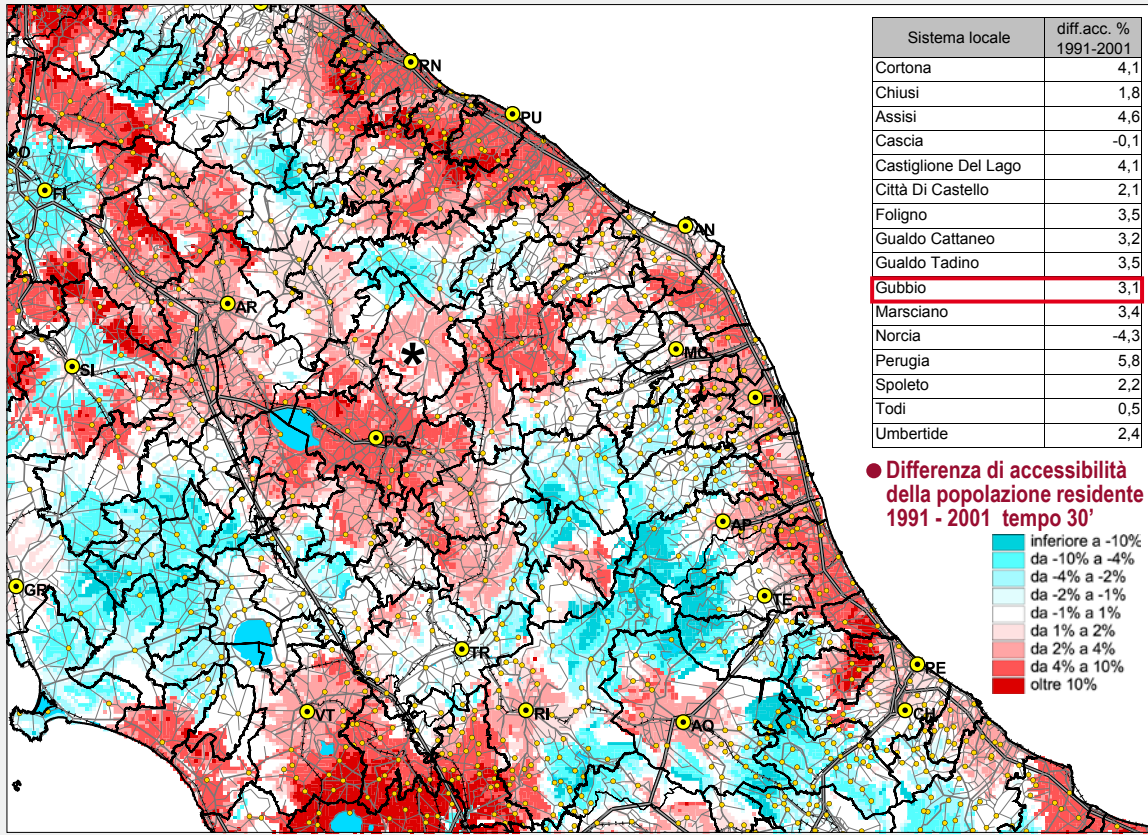 Sistema locale diff.acc. % 1991-2001
Cortona 4,1
Chiusi 1,8
Assisi 4,6
Cascia -0,1
Castiglione Del Lago 4,1
Città Di Castello 2,1
Foligno 3,5
Gualdo Cattaneo 3,2
Gualdo Tadino 3,5
Gubbio 3,1
Marsciano 3,4
Norcia -4,3
Perugia 5,8
Spoleto 2,2
Todi 0,5
Umbertide 2,4
Differenza di accessibilità
della popolazione residente
1991 - 2001 tempo 30'
inferiore a -10%
da -10% a -4%
da -4% a -2%
da -2% a -1%
da -1% a 1%
da 1% a 2%
da 2% a 4%
da 4% a 10%
oltre 10%
RN
PU
FI
AN
AR
*
MC
SI
FM
PG
AP
GR
TE
TR
PE
VT
RI
AQ
CH